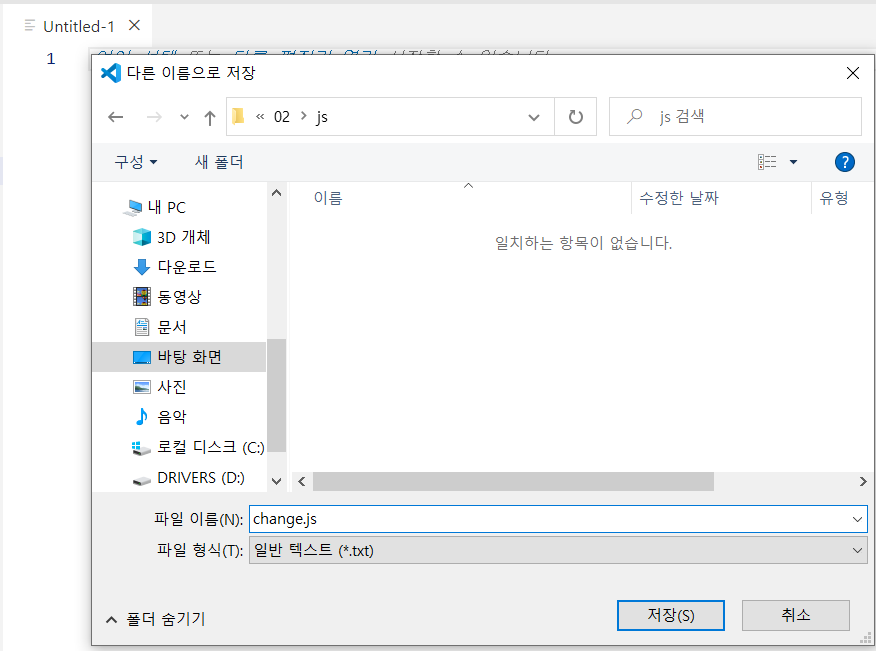 Untitled-1
1
다른 이름으로 저장
« 02 > js
js 검색
구성 새 폴더
?
이름 수정한 날짜 유형
일치하는 항목이 없습니다.
내 PC
3D 개체
다운로드
동영상
문서
바탕 화면
사진
음악
로컬 디스크 (C:)
DRIVERS (D:)
파일 이름(N): change.js
파일 형식(T): 일반 텍스트 (*.txt)
폴더 숨기기
저장(S) 취소